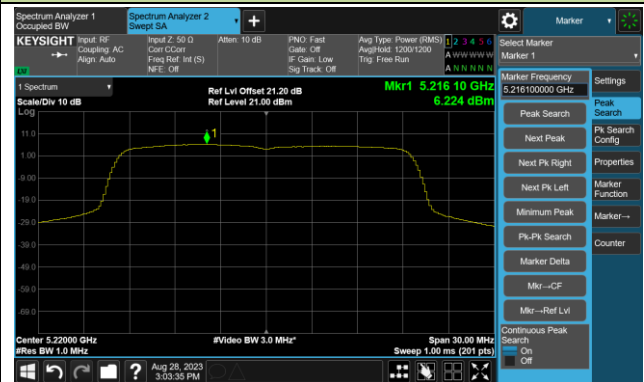 Spectrum Analyzer 1
Occupied BW
Spectrum Analyzer 2
Swept SA
Marker
KEYSIGHT
Input: RF
Coupling: AC
Align: Auto
Input Z: 50 Ω
Corr CCorr
Freq Ref: Int (S)
NFE: Off
Atten: 10 dB
PNO: Fast
Gate: Off
IF Gain: Low
Sig Track: Off
Avg Type: Power (RMS)
Avg|Hold: 1200/1200
Trig: Free Run
1 2 3 4 5 6
A W W W W W
A N N N N N
LXI
Select Marker
Marker 1
1 Spectrum
Scale/Div 10 dB
Log
Ref Lvl Offset 21.20 dB
Ref Level 21.00 dBm
Mkr1 5.216 10 GHz
6.224 dBm
1
11.0
1.00
-9.00
-19.0
-29.0
-39.0
-49.0
-59.0
-69.0
Center 5.22000 GHz
#Res BW 1.0 MHz
#Video BW 3.0 MHz*
Span 30.00 MHz
Sweep 1.00 ms (201 pts)
Marker Frequency
5.216100000 GHz
Peak Search
Next Peak
Next Pk Right
Next Pk Left
Minimum Peak
Pk-Pk Search
Marker Delta
Mkr→CF
Mkr→Ref Lvl
Continuous Peak
Search
On
Off
Settings
Peak
Search
Pk Search
Config
Properties
Marker
Function
Marker→
Counter
?
Aug 28, 2023
3:03:35 PM